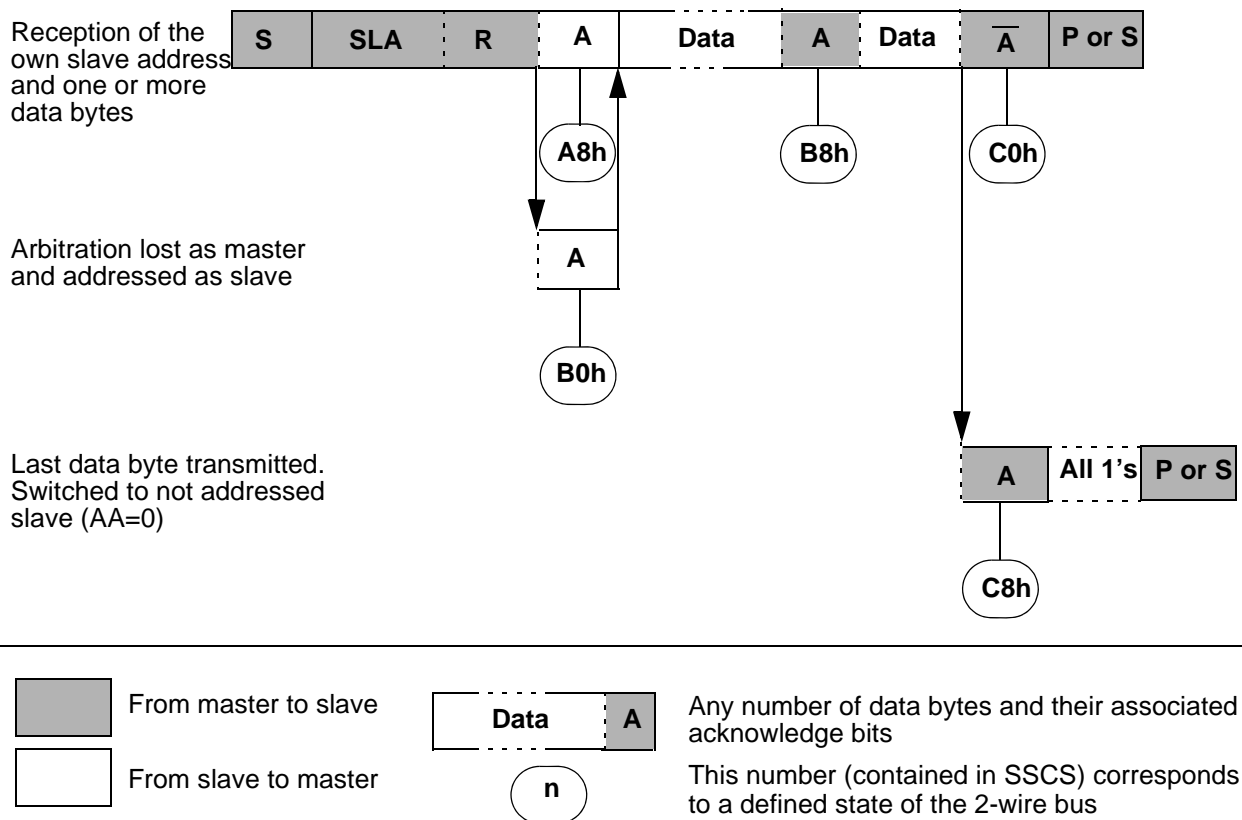 Reception of the
own slave address
and one or more
data bytes
S SLA R A Data A Data A̅ P or S
A8h B8h C0h
Arbitration lost as master
and addressed as slave
A
B0h
Last data byte transmitted.
Switched to not addressed
slave (AA=0)
A All 1's P or S
C8h
From master to slave
Data A
Any number of data bytes and their associated
acknowledge bits
From slave to master
n
This number (contained in SSCS) corresponds
to a defined state of the 2-wire bus